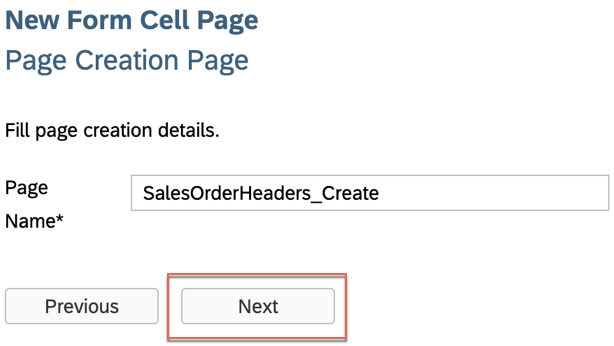 New Form Cell Page
Page Creation Page
Fill page creation details.
Page
Name*
SalesOrderHeaders_Create
Previous
Next